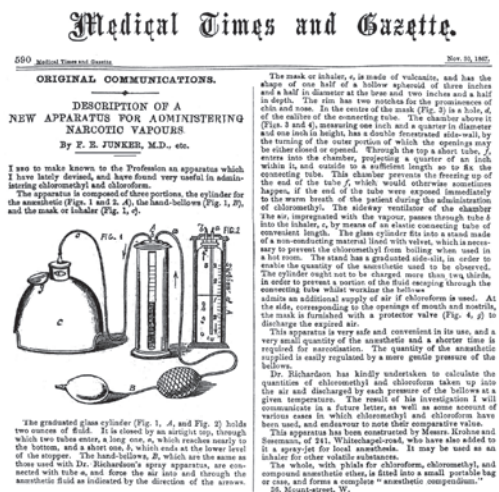 Medical Times and Gazette.
590 Medical Times and Gazette
Nov. 30, 1867.
ORIGINAL COMMUNICATIONS.
DESCRIPTION OF A
NEW APPARATUS FOR ADMINISTERING
NARCOTIC VAPOURS.
By F. E. JUNKER, M.D., etc.
I BEG to make known to the Profession an apparatus which
I have lately devised, and have found very useful in admin-
istering chloromethyl and chloroform.
The apparatus is composed of three portions, the cylinder for
the anæsthetic (Figs. 1 and 2, A), the hand-bellows (Fig. 1, B),
and the mask or inhaler (Fig. 1, c).
FIG. 1
FIG. 2
C
B
The graduated glass cylinder (Fig. 1, A, and Fig. 2) holds
two ounces of fluid. It is closed by an airtight top, through
which two tubes enter, a long one, a, which reaches nearly to
the bottom, and a short one, b, which ends at the lower level
of the stopper. The hand-bellows, B, which are the same as
those used with Dr. Richardson's spray apparatus, are con-
nected with tube a, and force the air into and through the
anæsthetic fluid as indicated by the direction of the arrows.
The mask or inhaler, c, is made of vulcanite, and has the
shape of one half of a hollow spheroid of three inches
and a half in diameter at the base and two inches and a half
in depth. The rim has two notches for the prominences of
chin and nose. In the centre of the mask (Fig. 3) is a hole, d,
of the calibre of the connecting tube. The chamber above it
(Figs. 3 and 4), measuring one inch and a quarter in diameter
and one inch in height, has a double fenestrated side-wall, by
the turning of the outer portion of which the openings may
be either closed or opened. Through the top a short tube, f,
enters into the chamber, projecting a quarter of an inch
within it, and outside to a sufficient length so to fix the
connecting tube. This chamber prevents the freezing up of
the end of the tube f, which would otherwise sometimes
happen, if the end of the tube were exposed immediately
to the warm breath of the patient during the administration
of chloromethyl. The sideway ventilator of the chamber
The air, impregnated with the vapour, passes through tube b
into the inhaler, c, by means of an elastic connecting tube of
convenient length. The glass cylinder fits into a stand made
of a non-conducting material lined with velvet, which is neces-
sary to prevent the chloromethyl from boiling when used in
a hot room. The stand has a graduated side-slit, in order to
enable the quantity of the anæsthetic used to be observed.
The cylinder ought not to be charged more than two thirds,
in order to prevent a portion of the fluid escaping through the
connecting tube whilst working the bellows
admits an additional supply of air if chloroform is used. At
the side, corresponding to the openings of mouth and nostrils,
the mask is furnished with a protector valve (Fig. 4, g) to
discharge the expired air.
This apparatus is very safe and convenient in its use, and a
very small quantity of the anæsthetic and a shorter time is
required for narcotisation. The quantity of the anæsthetic
supplied is easily regulated by a more gentle pressure of the
bellows.
Dr. Richardson has kindly undertaken to calculate the
quantities of chloromethyl and chloroform taken up into
the air and discharged by each pressure of the bellows at a
given temperature. The result of his investigation I will
communicate in a future letter, as well as some account of
various cases in which chloromethyl and chloroform have
been used, and endeavour to note their comparative value.
This apparatus has been constructed by Messrs. Krohne and
Sesemann, of 241, Whitechapel-road, who have also added to
it a spray-jet for local anæsthesia. It may be used as an
inhaler for other volatile substances.
The whole, with phials for chloroform, chloromethyl, and
compound anæsthetic ether, is fitted into a small portable bag
or case, and forms a complete "anæsthetic compendium."
36, Mount-street, W.